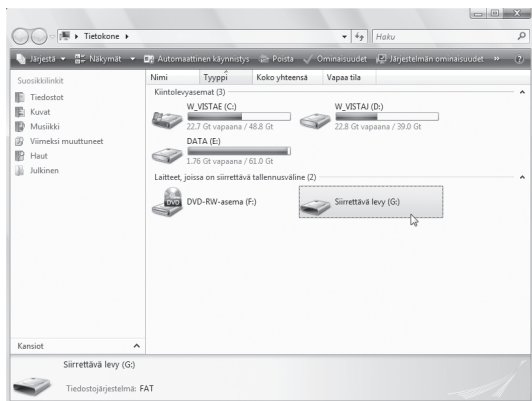 Tietokone
Haku
Järjestä Näkymät Automaattinen käynnistys Poista Ominaisuudet Järjestelmän ominaisuudet »
Suosikkilinkit
Tiedostot
Kuvat
Musiikki
Viimeksi muuttuneet
Haut
Julkinen
Kansiot
Nimi Tyyppi Koko yhteensä Vapaa tila
Kiintolevyasemat (3)
W_VISTAE (C:)
22.7 Gt vapaana / 48.8 Gt
W_VISTAJ (D:)
22.8 Gt vapaana / 39.0 Gt
DATA (E:)
1.76 Gt vapaana / 61.0 Gt
Laitteet, joissa on siirrettävä tallennusväline (2)
DVD
DVD-RW-asema (F:)
Siirrettävä levy (G:)
Siirrettävä levy (G:)
Tiedostojärjestelmä: FAT